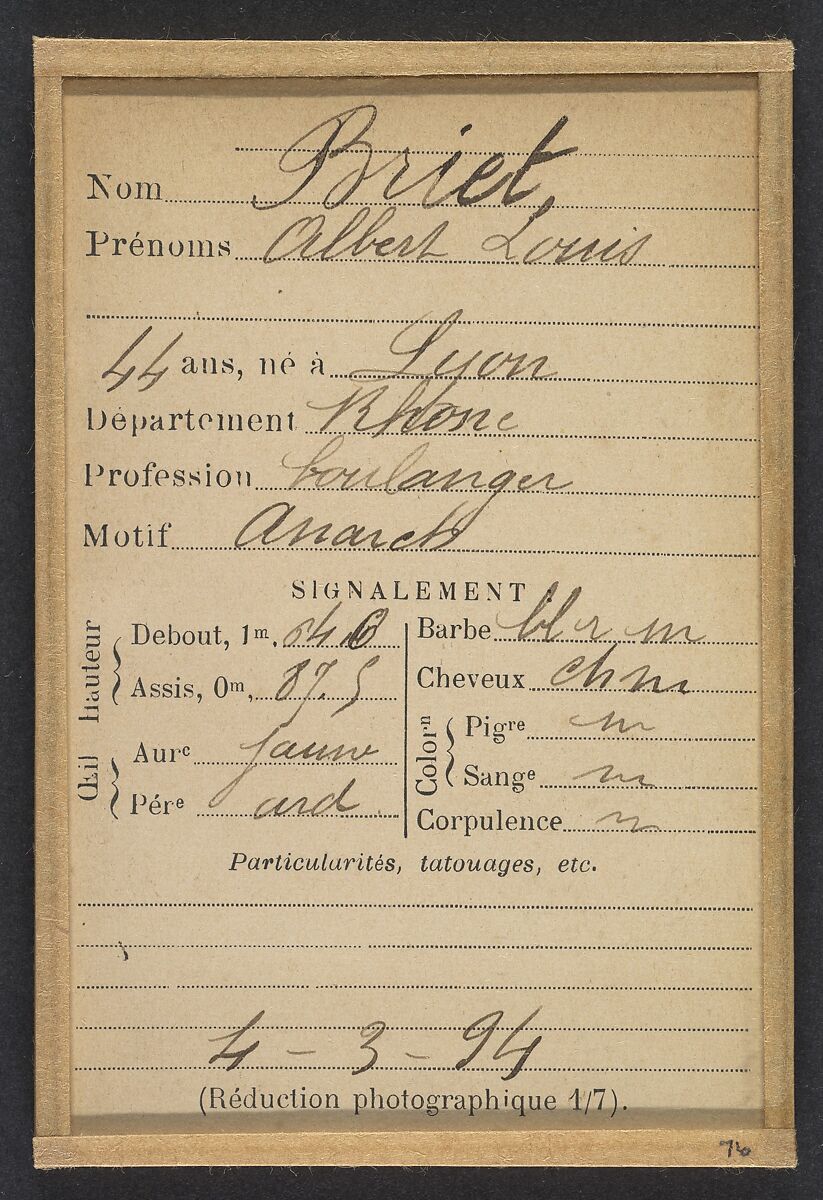 Nom Briet,
Prénoms Albert Louis
44 ans, né à Lyon
Département Rhône
Profession boulanger
Motif Anarch
SIGNALEMENT :
hauteur
Debout, 1m, 64.0
Assis, 0m, 87.5
Œil
Aurᵉ jaune
Pérᵉ ard
Barbe bl r m
Cheveux ch m
Colorⁿ
Pigʳᵉ m
Sangᵉ m
Corpulence m
Particularités, tatouages, etc.
4 - 3 - 94
(Réduction photographique 1/7).
76